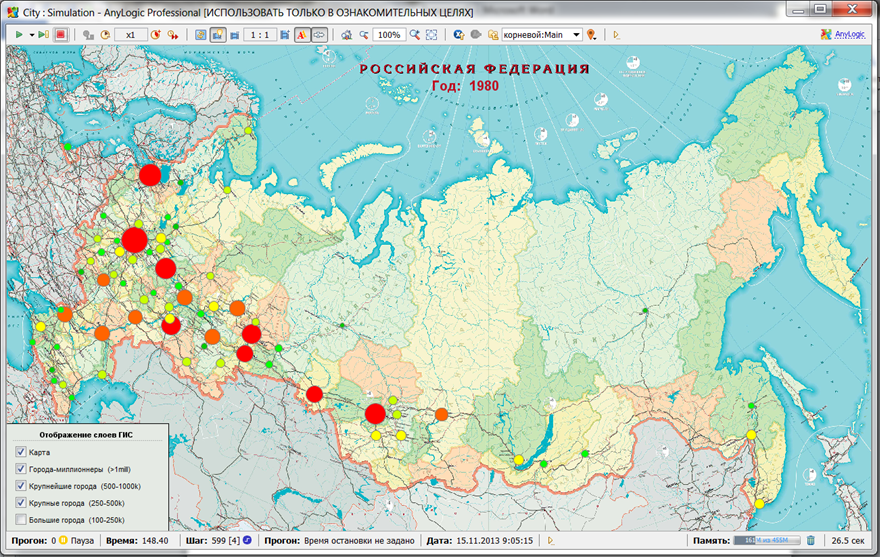 City : Simulation - AnyLogic Professional [ИСПОЛЬЗОВАТЬ ТОЛЬКО В ОЗНАКОМИТЕЛЬНЫХ ЦЕЛЯХ]
x1 1 : 1 100% корневой:Main AnyLogic
РОССИЙСКАЯ ФЕДЕРАЦИЯ
Год: 1980
Отображение слоев ГИС
Карта
Города-миллионеры (>1mill)
Крупнейшие города (500-1000k)
Крупные города (250-500k)
Большие города (100-250k)
Прогон: 0 Пауза Время: 148.40 Шаг: 599 [4] Прогон: Время остановки не задано Дата: 15.11.2013 9:05:15 Память: 26.5 сек